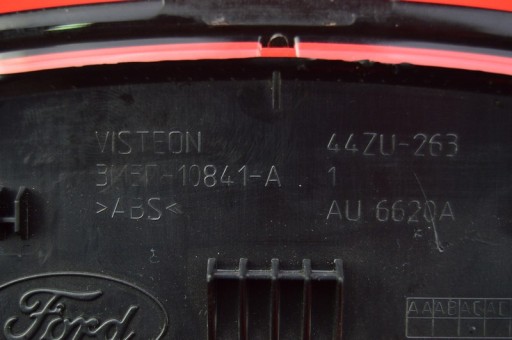 VISTEON 44ZU-263
3M5T-10841-A 1
>ABS< AU 6620A
Ford